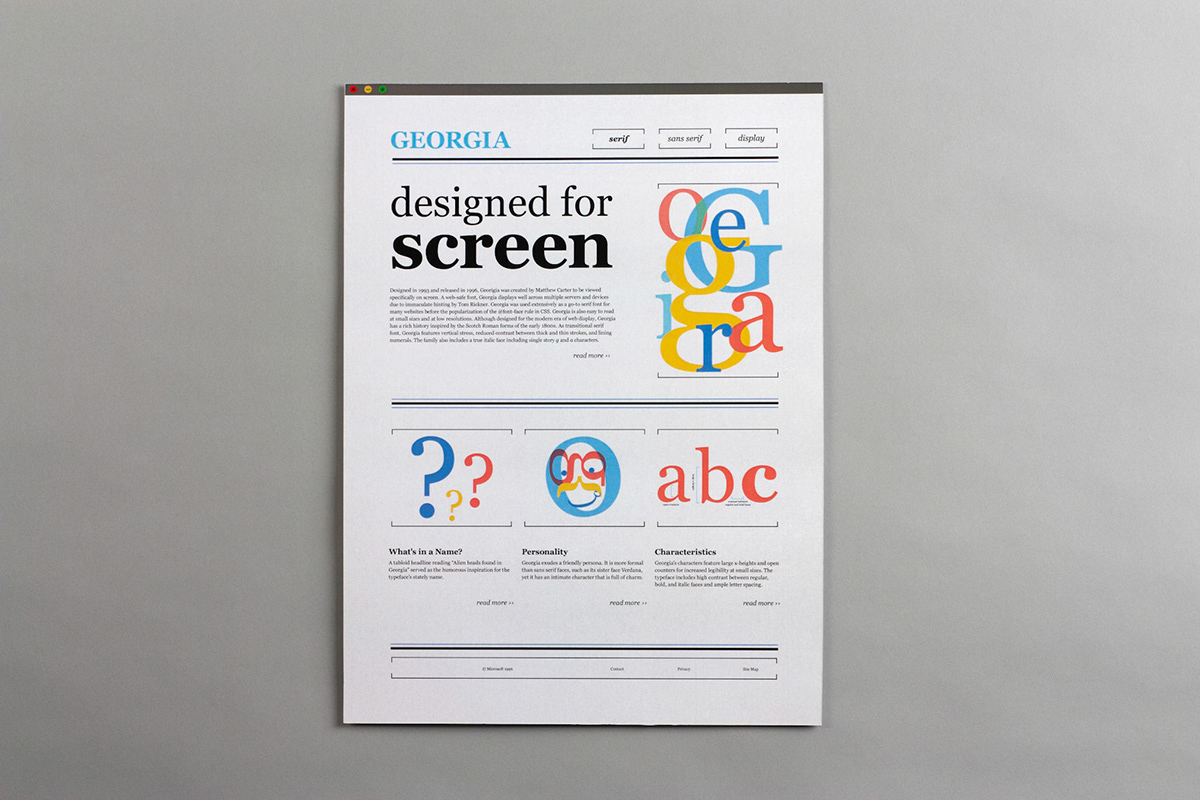 GEORGIA
serif
sans serif
display
designed for
screen
Designed in 1993 and released in 1996, Georigia was created by Matthew Carter to be viewed
specifically on screen. A web-safe font, Georgia displays well across multiple servers and devices
due to immaculate hinting by Tom Rickner. Georgia was used extensively as a go-to serif font for
many websites before the popularization of the @font-face rule in CSS. Georgia is also easy to read
at small sizes and at low resolutions. Although designed for the modern era of web display, Georgia
has a rich history inspired by the Scotch Roman forms of the early 1800s. As transitional serif
font, Georgia features vertical stress, reduced contrast between thick and thin strokes, and lining
numerals. The family also includes a true italic face including single story g and a characters.
read more >>
o e G
g
i a
r
? ? ?
a b c
What's in a Name?
A tabloid headline reading "Alien heads found in
Georgia" served as the humorous inspiration for the
typeface's stately name.
read more >>
Personality
Georgia exudes a friendly persona. It is more formal
than sans serif faces, such as its sister face Verdana,
yet it has an intimate character that is full of charm.
read more >>
Characteristics
Georgia's characters feature large x-heights and open
counters for increased legibility at small sizes. The
typeface includes high contrast between regular,
bold, and italic faces and ample letter spacing.
read more >>
© Microsoft 1996
Contact
Privacy
Site Map